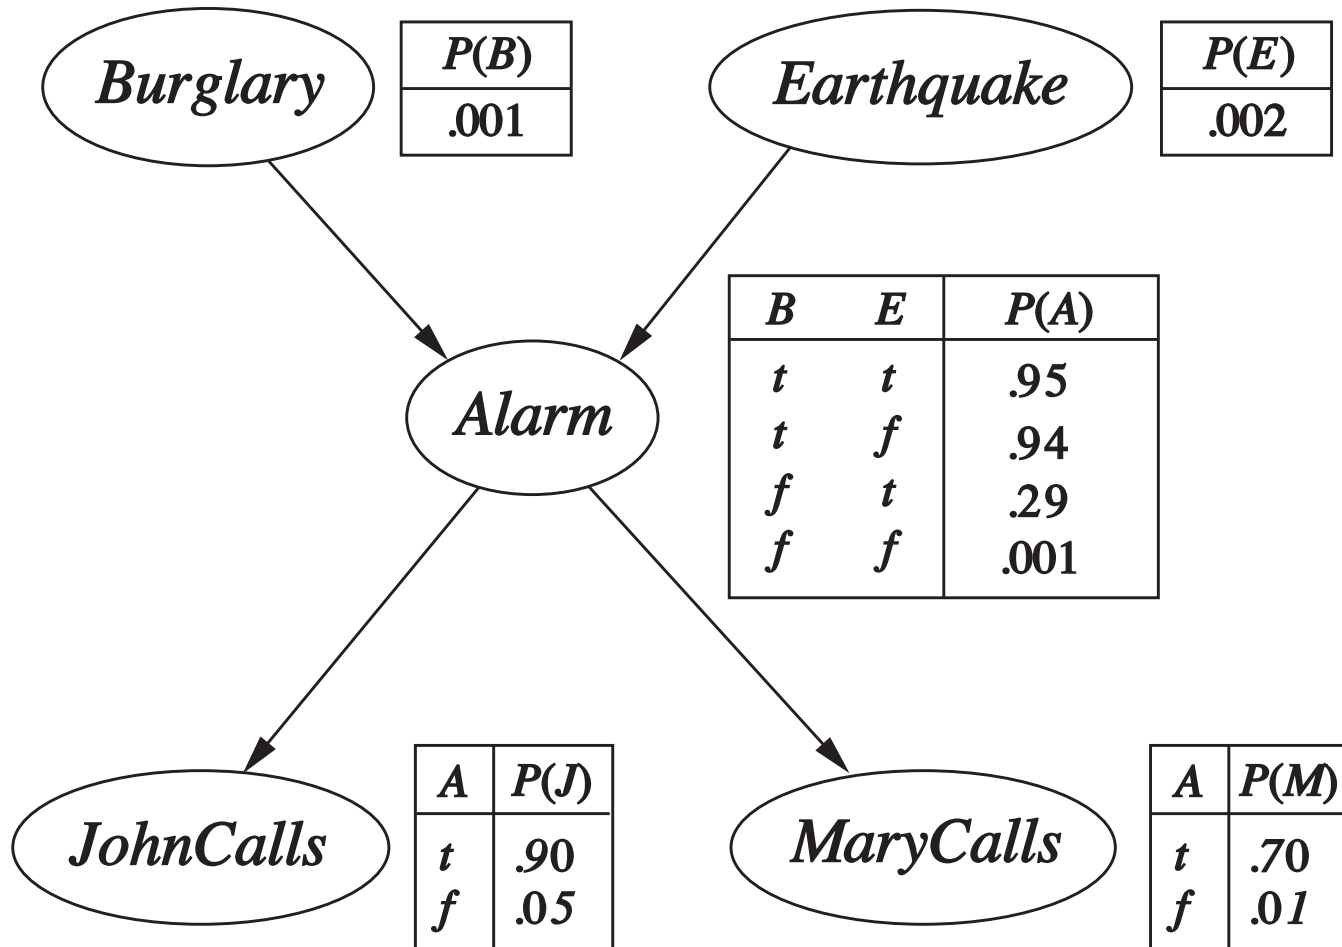 Burglary
P(B)
.001
Earthquake
P(E)
.002
B E P(A)
t t .95
t f .94
f t .29
f f .001
Alarm
JohnCalls
A P(J)
t .90
f .05
MaryCalls
A P(M)
t .70
f .01